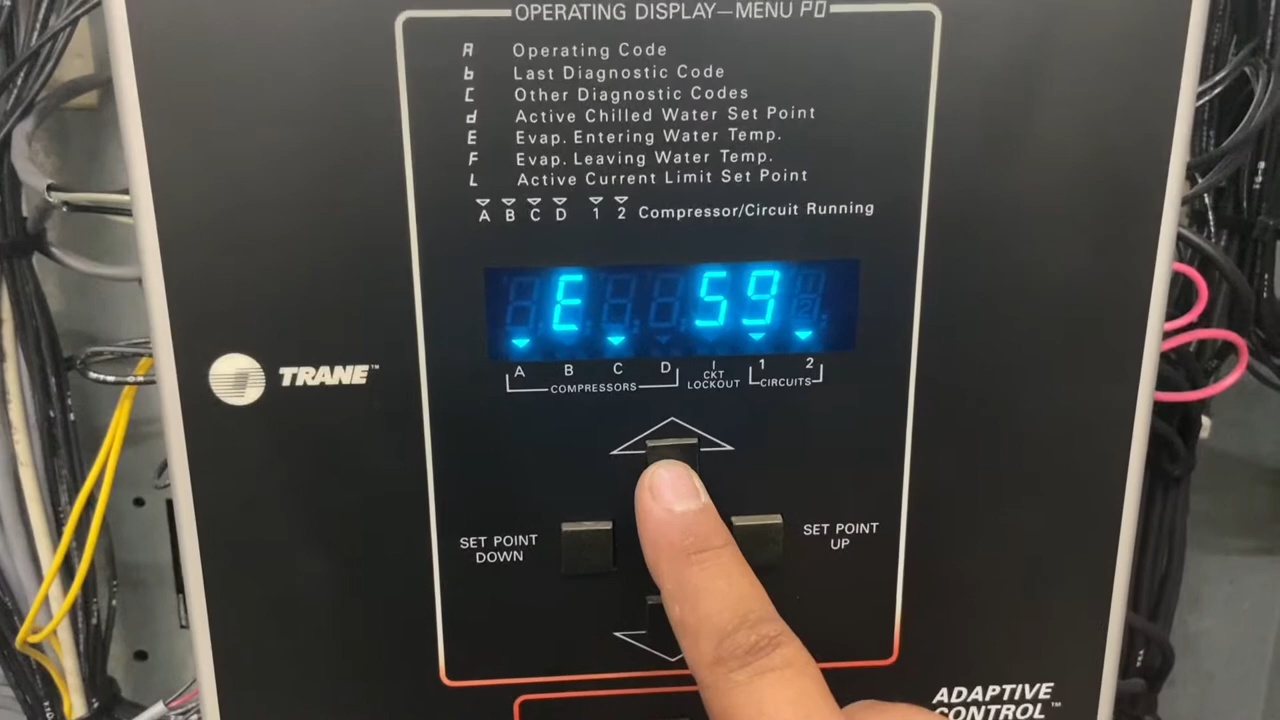 OPERATING DISPLAY—MENU P0
A Operating Code
b Last Diagnostic Code
C Other Diagnostic Codes
d Active Chilled Water Set Point
E Evap. Entering Water Temp.
F Evap. Leaving Water Temp.
L Active Current Limit Set Point
A B C D 1 2 Compressor/Circuit Running
E 59
A B C D CKT LOCKOUT 1 2
COMPRESSORS CIRCUITS
TRANE™
SET POINT DOWN
SET POINT UP
ADAPTIVE
CONTROL™